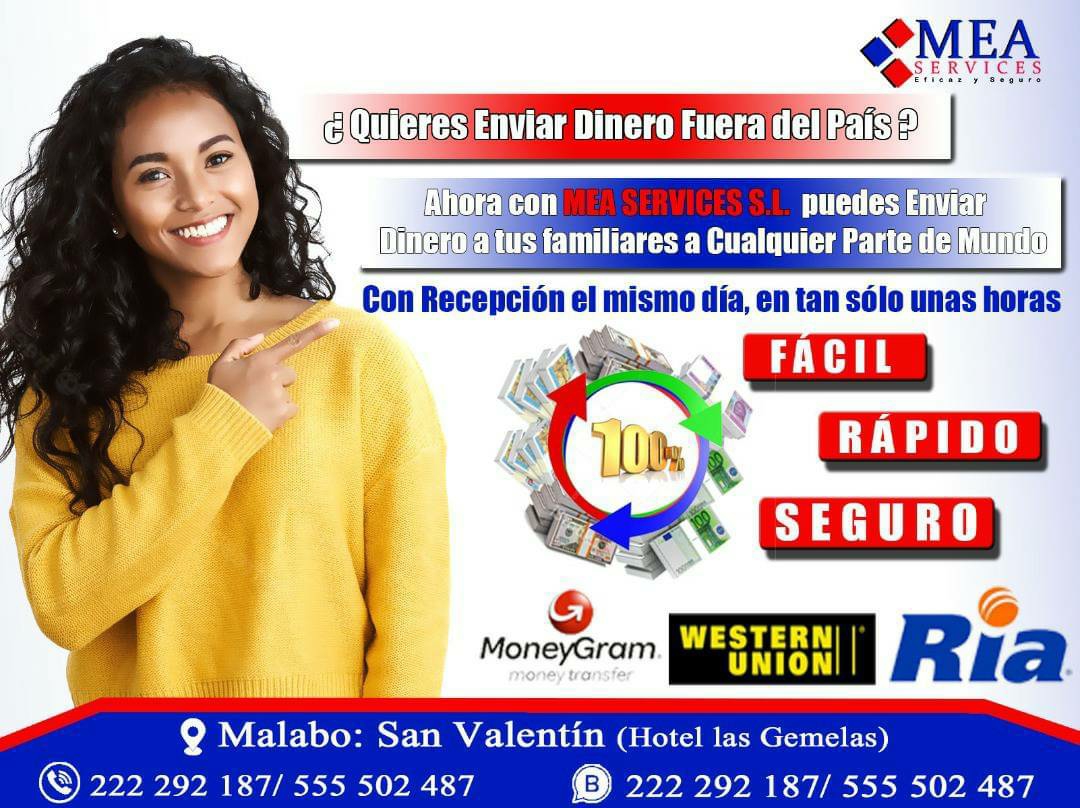 MEA
SERVICES
Eficaz y Seguro
¿ Quieres Enviar Dinero Fuera del País ?
Ahora con MEA SERVICES S.L. puedes Enviar
Dinero a tus familiares a Cualquier Parte de Mundo
Con Recepción el mismo día, en tan sólo unas horas
FÁCIL
100%
RÁPIDO
SEGURO
MoneyGram.
money transfer
WESTERN
UNION
Ria
Malabo: San Valentín (Hotel las Gemelas)
222 292 187/ 555 502 487
B 222 292 187/ 555 502 487